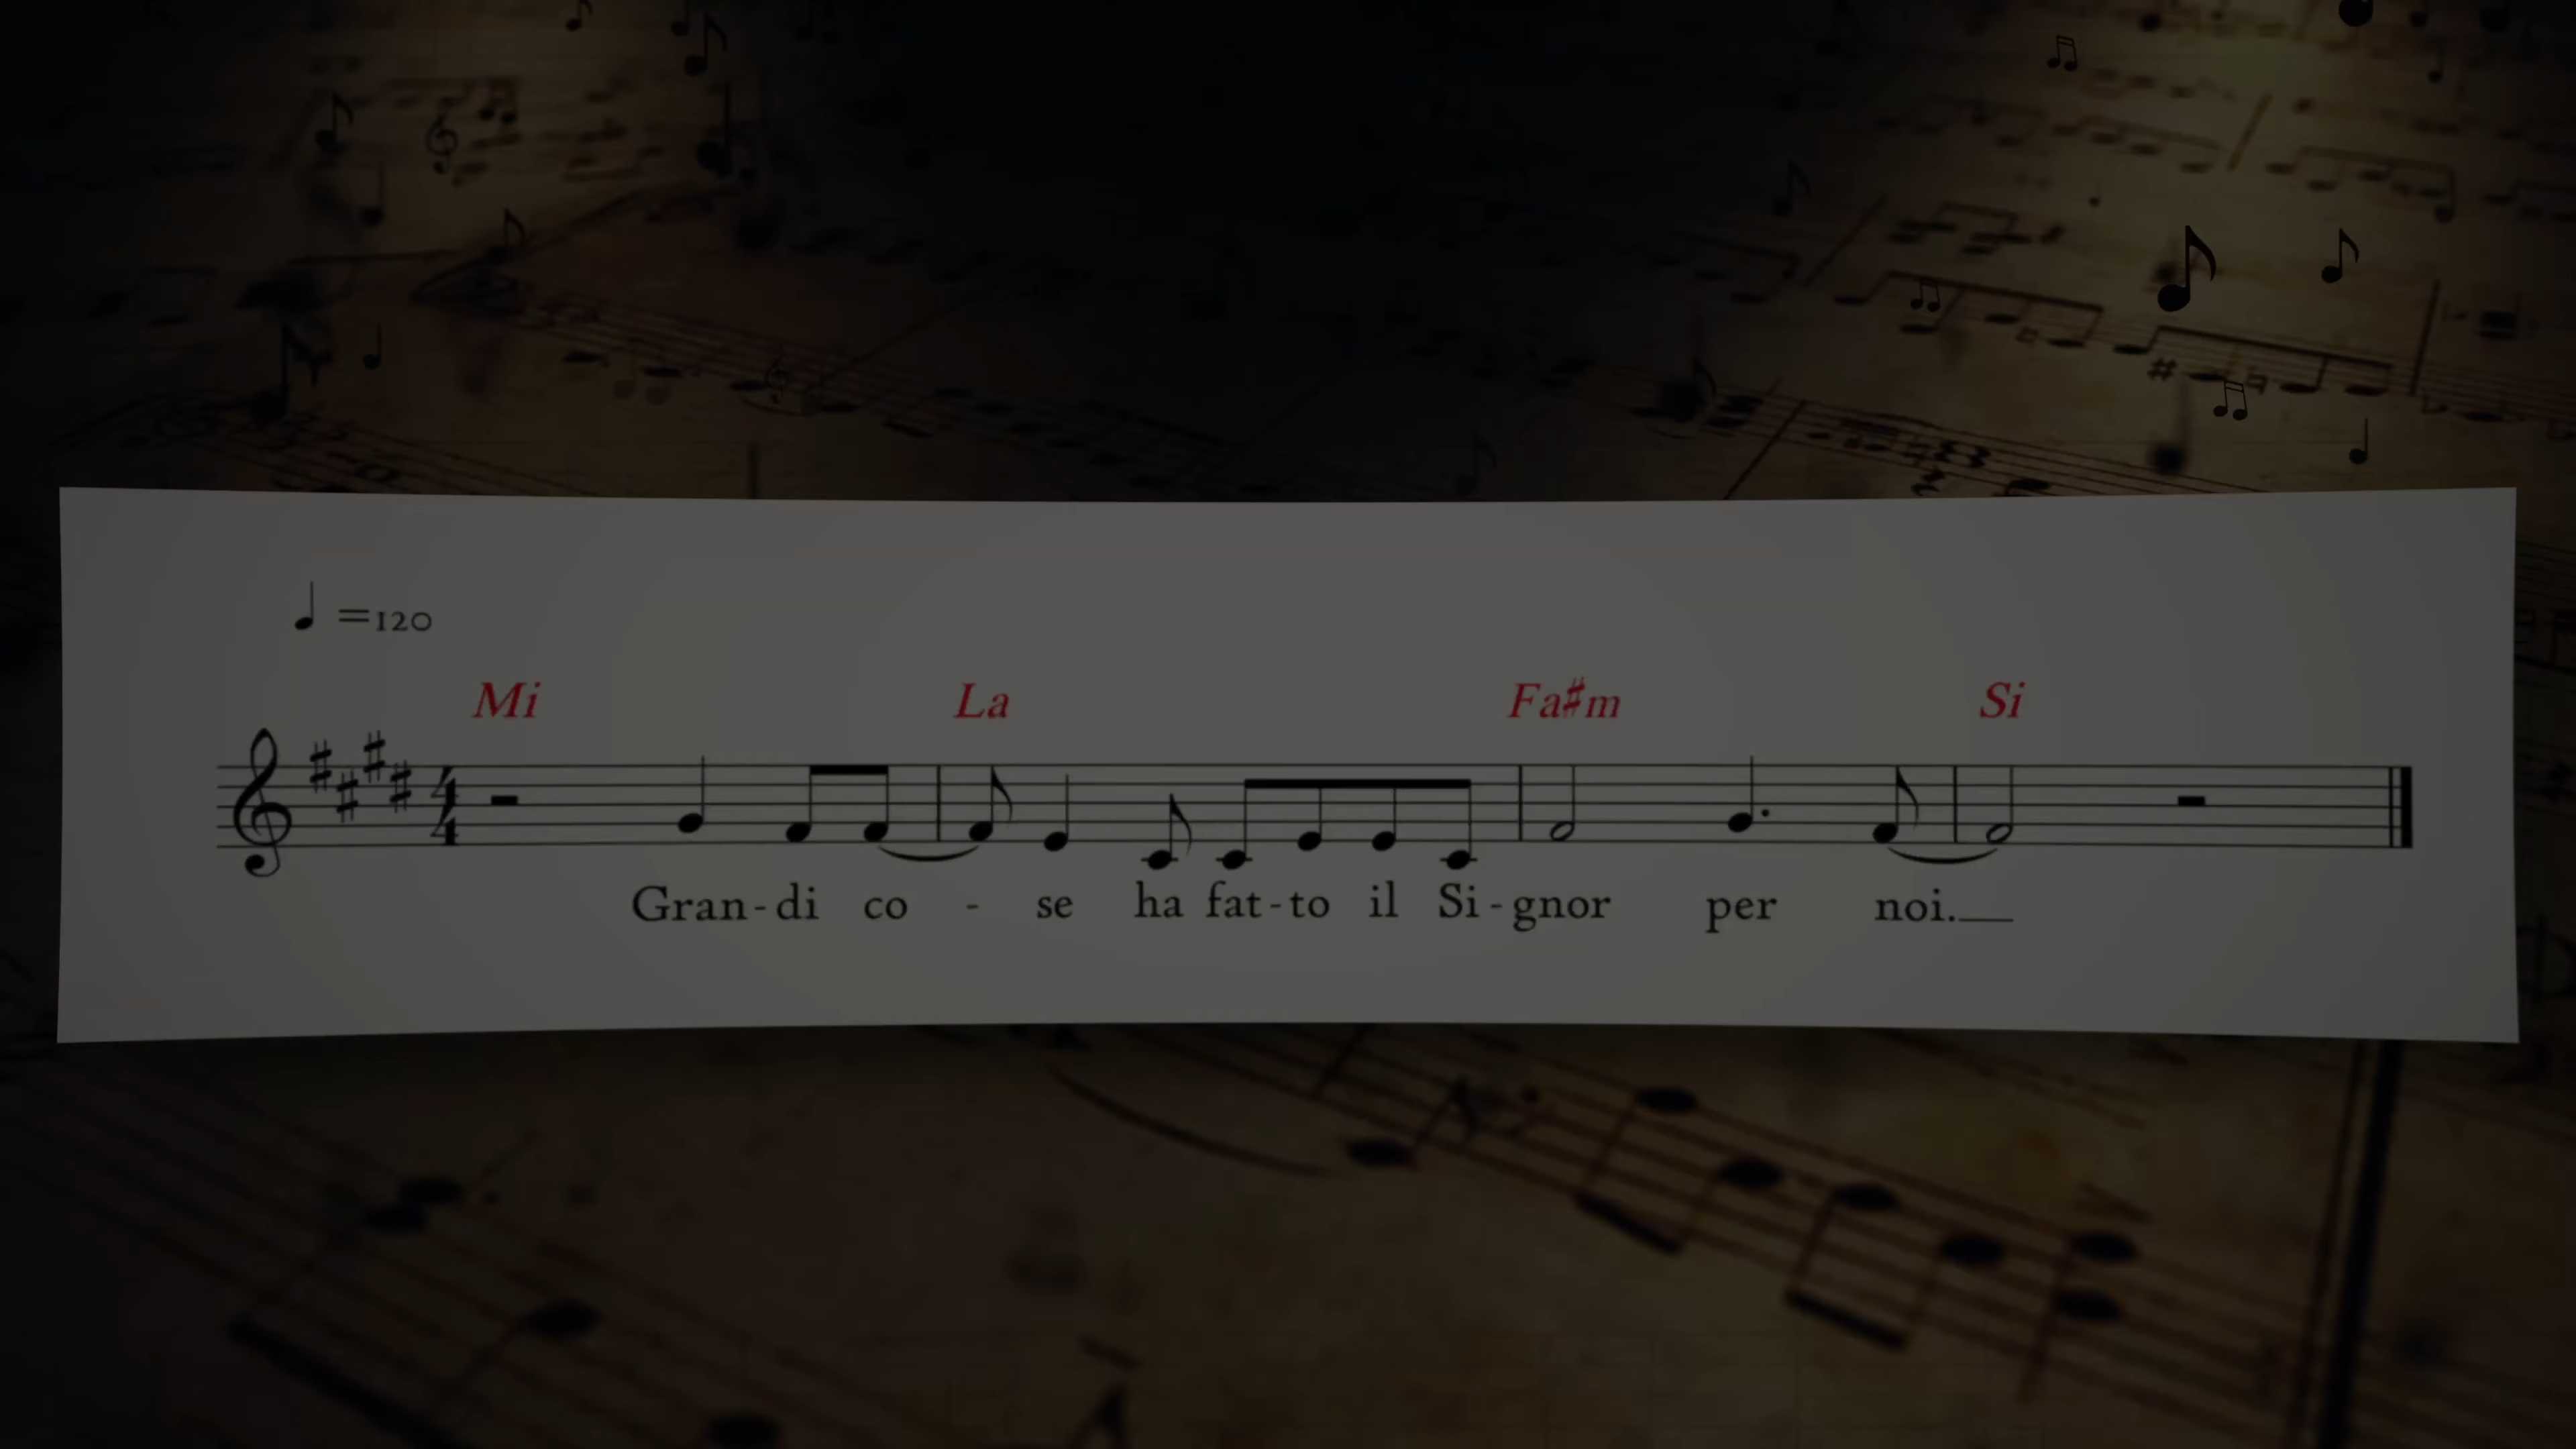 =120
Mi La Fa#m Si
Gran-di co - se ha fat-to il Si-gnor per noi.